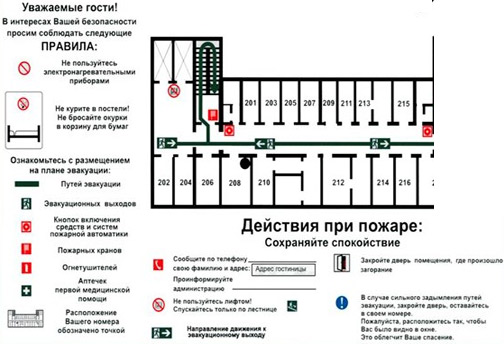 Уважаемые гости!
В интересах Вашей безопасности
просим соблюдать следующие
ПРАВИЛА:
Не пользуйтесь
электронагревательными
приборами
Не курите в постели!
Не бросайте окурки
в корзину для бумаг
Ознакомьтесь с размещением
на плане эвакуации:
Путей эвакуации
Эвакуационных выходов
Кнопок включения
средств и систем
пожарной автоматики
Пожарных кранов
Огнетушителей
Аптечек
первой медицинской
помощи
Расположение
Вашего номера
обозначено точкой
201 203 205 207 209 211 213 215
202 204 206 208 210 212 214 216
Действия при пожаре:
Сохраняйте спокойствие
Сообщите по телефону
свою фамилию и адрес: Адрес гостиницы
Проинформируйте
администрацию
Не пользуйтесь лифтом!
Спускайтесь только по лестнице
Направление движения к
эвакуационному выходу
Закройте дверь помещения, где произошло
загорание
В случае сильного задымления путей
эвакуации, закройте дверь, оставайтесь
в своем номере.
Пожалуйста, расположитесь так, чтобы
Вас было видно в окне.
Это облегчит Ваше спасение.